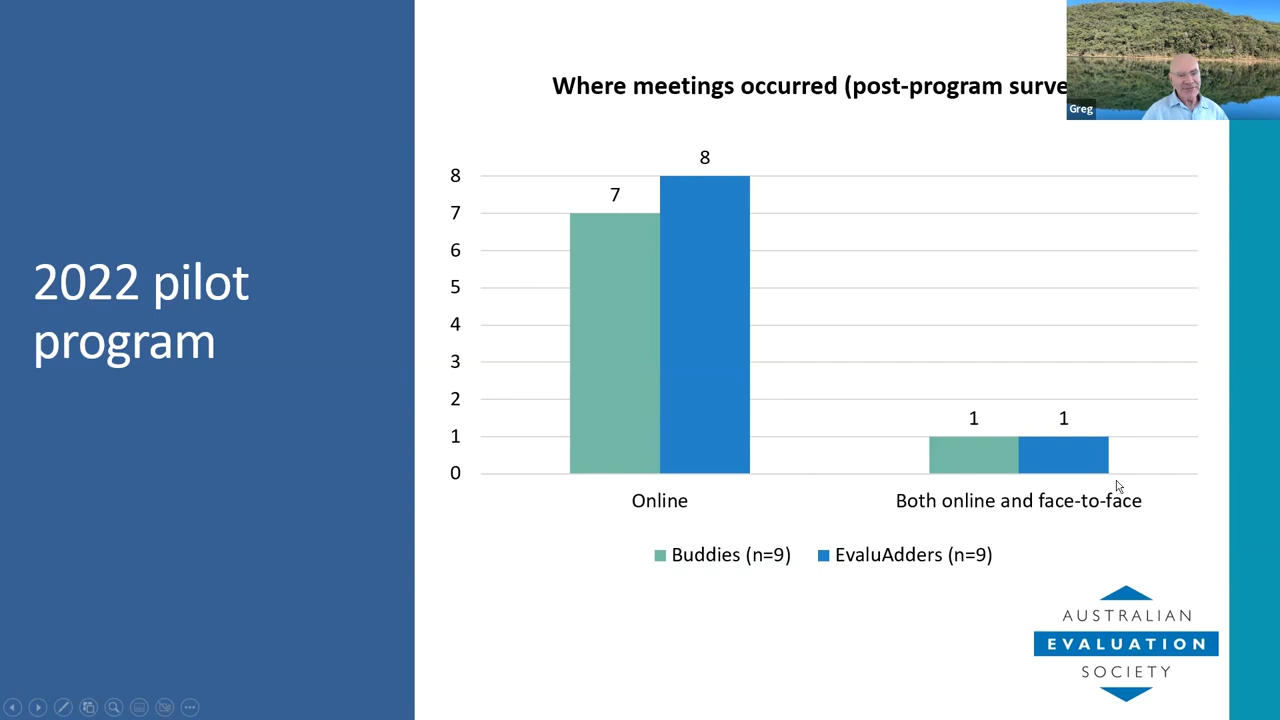 Where meetings occurred (post-program surve
Greg
2022 pilot
program
8
7
6
5
4
3
2
1
0
7
8
1
1
Online
Both online and face-to-face
Buddies (n=9)
EvaluAdders (n=9)
AUSTRALIAN
EVALUATION
SOCIETY